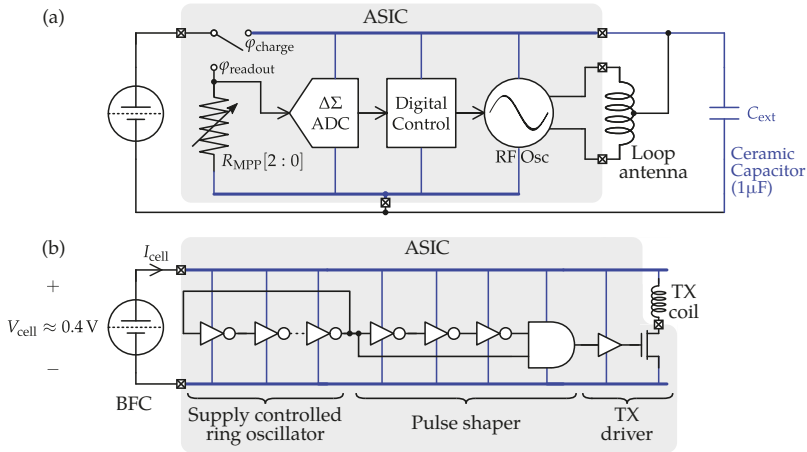 (a)
ASIC
φcharge
φreadout
ΔΣ
ADC
Digital
Control
RF Osc
RMPP[2 : 0]
Loop
antenna
Cext
Ceramic
Capacitor
(1μF)
(b)
ASIC
Icell
+
Vcell ≈ 0.4 V
−
BFC
TX
coil
Supply controlled
ring oscillator
Pulse shaper
TX
driver